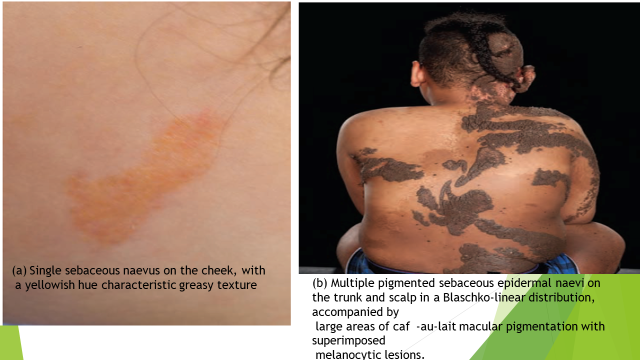 (a) Single sebaceous naevus on the cheek, with
a yellowish hue characteristic greasy texture
(b) Multiple pigmented sebaceous epidermal naevi on
the trunk and scalp in a Blaschko-linear distribution,
accompanied by
large areas of caf -au-lait macular pigmentation with
superimposed
melanocytic lesions.